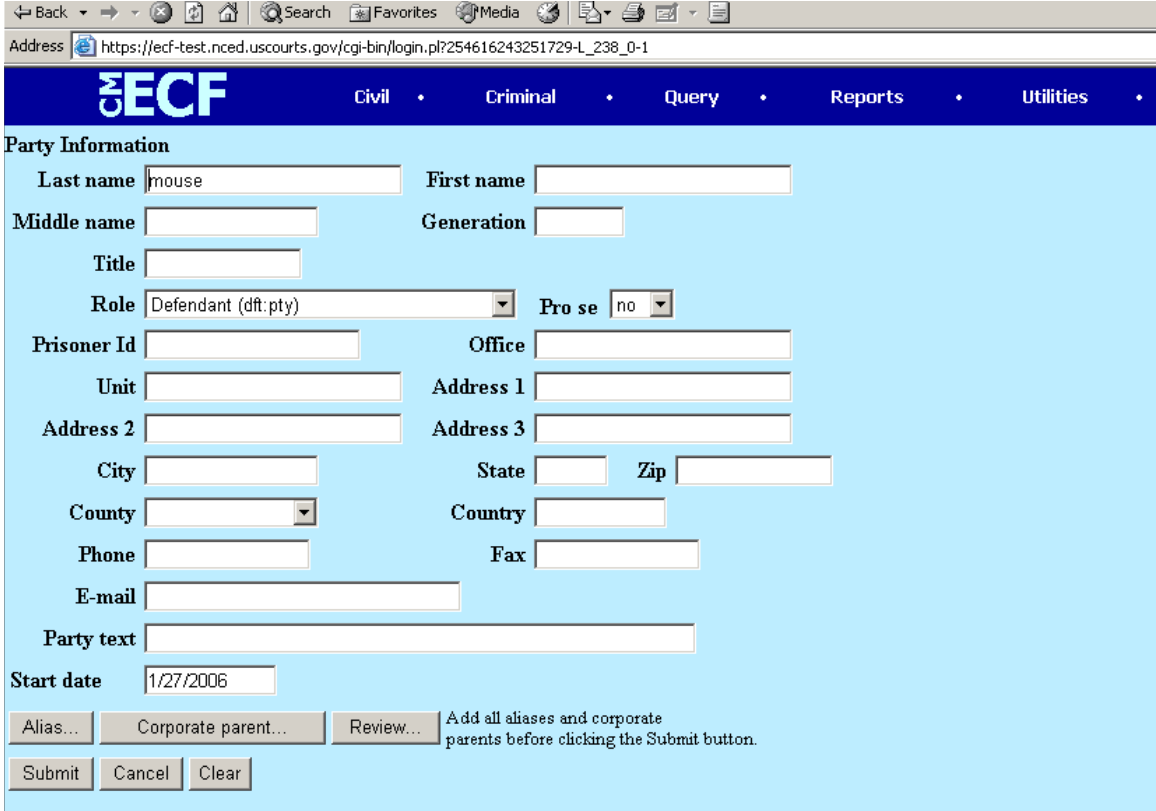 Back Search Favorites Media
Address https://ecf-test.nced.uscourts.gov/cgi-bin/login.pl?254616243251729-L_238_0-1
CM ECF Civil • Criminal • Query • Reports • Utilities •
Party Information
Last name mouse First name
Middle name Generation
Title
Role Defendant (dft:pty) Pro se no
Prisoner Id Office
Unit Address 1
Address 2 Address 3
City State Zip
County Country
Phone Fax
E-mail
Party text
Start date 1/27/2006
Alias... Corporate parent... Review... Add all aliases and corporate
parents before clicking the Submit button.
Submit Cancel Clear